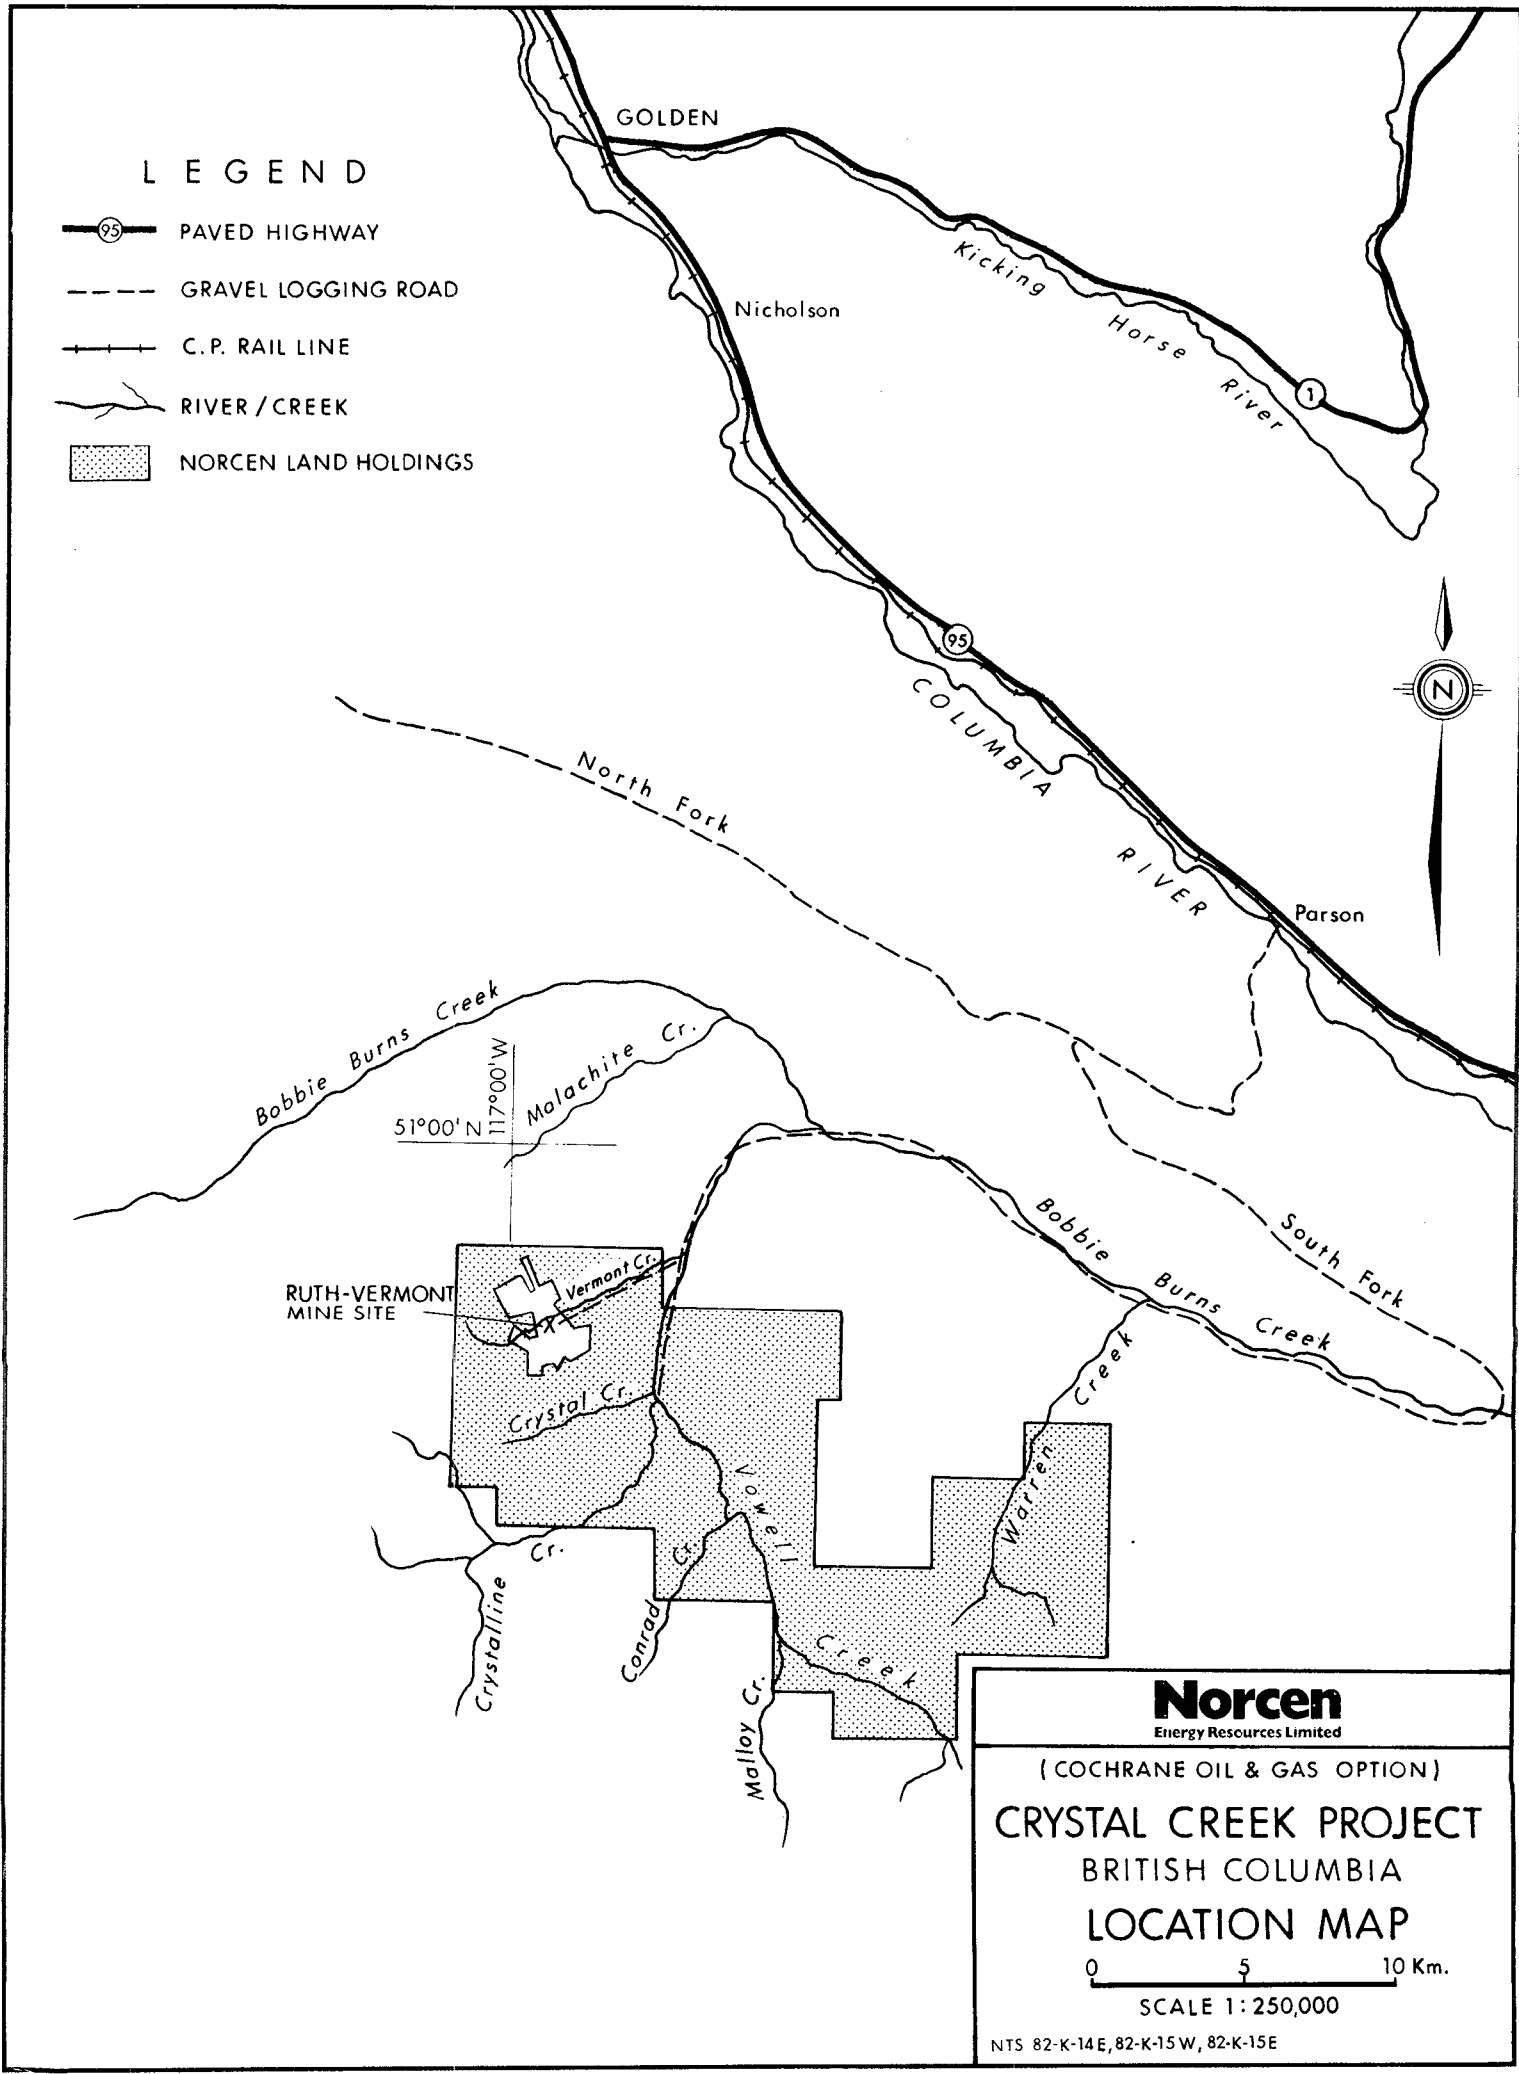 GOLDEN
LEGEND
95 PAVED HIGHWAY
GRAVEL LOGGING ROAD
C.P. RAIL LINE
RIVER/CREEK
NORCEN LAND HOLDINGS
Kicking Horse River
Nicholson
1
95
COLUMBIA RIVER
N
North Fork
Parson
Bobbie Burns Creek
Malachite Cr.
117°00'W
51°00'N
Bobbie Burns Creek
South Fork
RUTH-VERMONT
MINE SITE
Vermont Cr.
X
Crystal Cr.
Vowell Creek
Warren Creek
Crystalline Cr.
Conrad Cr.
Malloy Cr.
Norcen
Energy Resources Limited
(COCHRANE OIL & GAS OPTION)
CRYSTAL CREEK PROJECT
BRITISH COLUMBIA
LOCATION MAP
0 5 10 Km.
SCALE 1:250,000
NTS 82-K-14E, 82-K-15W, 82-K-15E